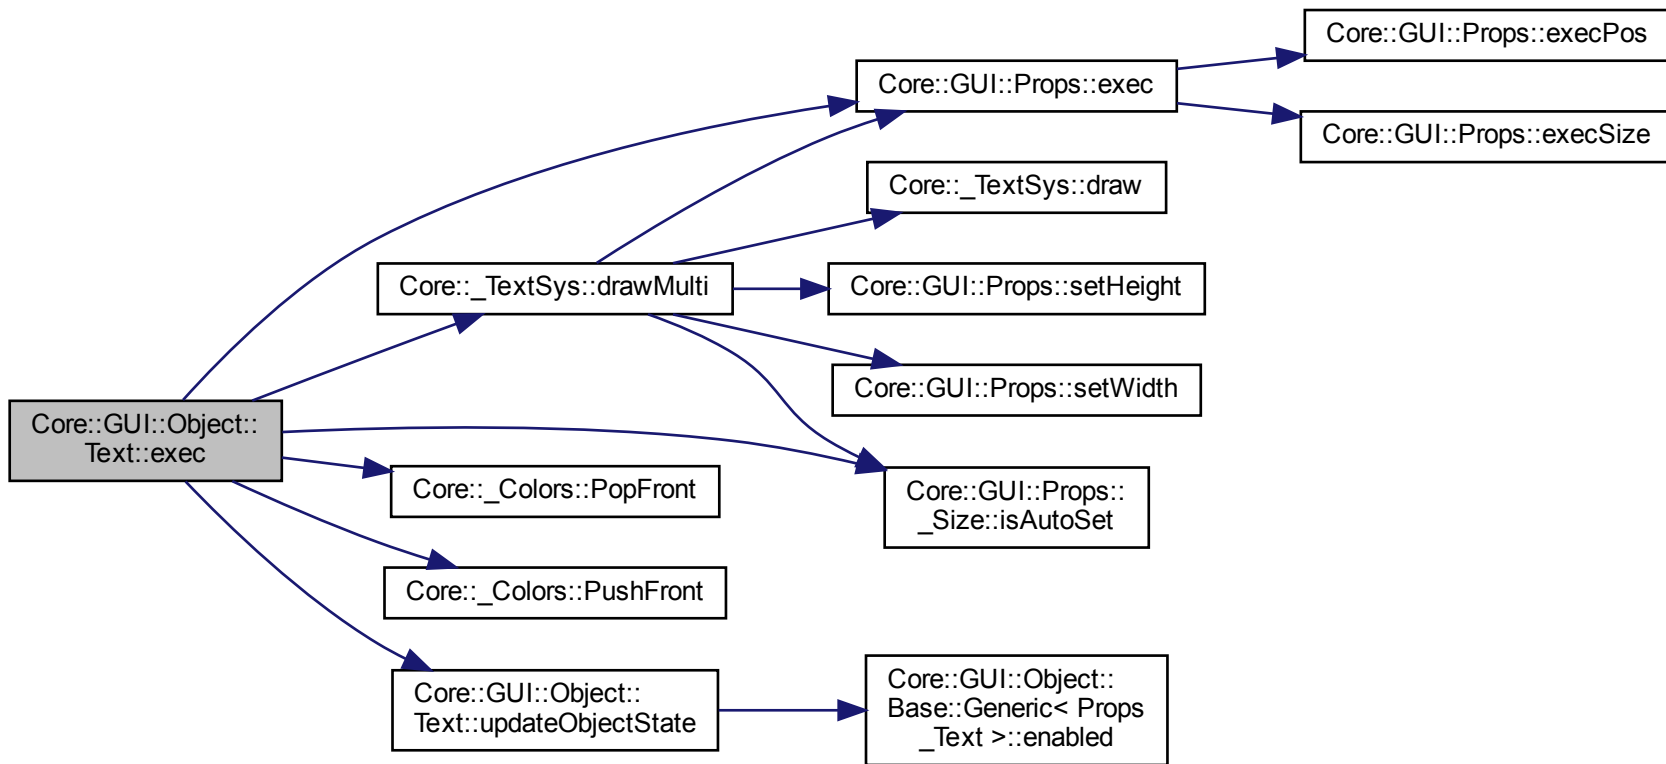 Core::GUI::Props::execPos
Core::GUI::Props::exec
Core::GUI::Props::execSize
Core::_TextSys::draw
Core::_TextSys::drawMulti
Core::GUI::Props::setHeight
Core::GUI::Props::setWidth
Core::GUI::Object::
Text::exec
Core::_Colors::PopFront
Core::GUI::Props::
_Size::isAutoSet
Core::_Colors::PushFront
Core::GUI::Object::
Text::updateObjectState
Core::GUI::Object::
Base::Generic< Props
_Text >::enabled